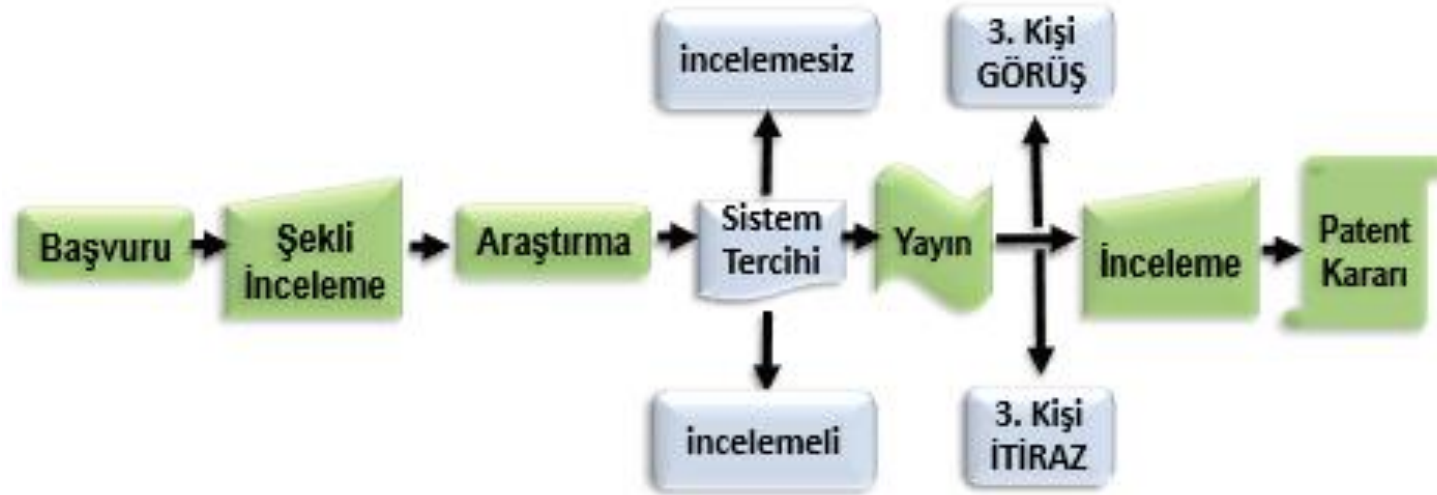 incelemesiz
3. Kişi
GÖRÜŞ
Başvuru
Şekli
İnceleme
Araştırma
Sistem
Tercihi
Yayın
İnceleme
Patent
Kararı
incelemeli
3. Kişi
İTİRAZ